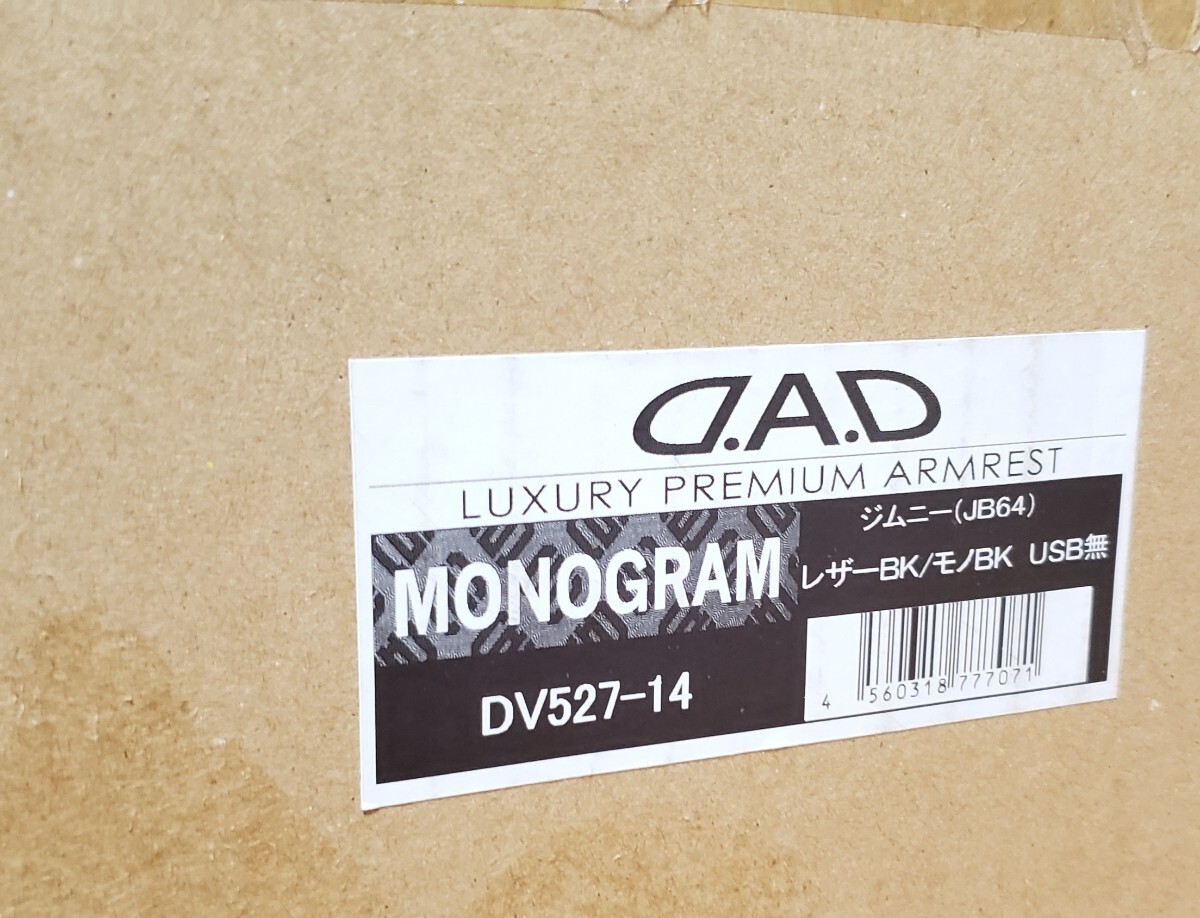 D.A.D
LUXURY PREMIUM ARMREST
MONOGRAM
ジムニー(JB64)
レザーBK/モノBK USB無
DV527-14
4 560318 777071